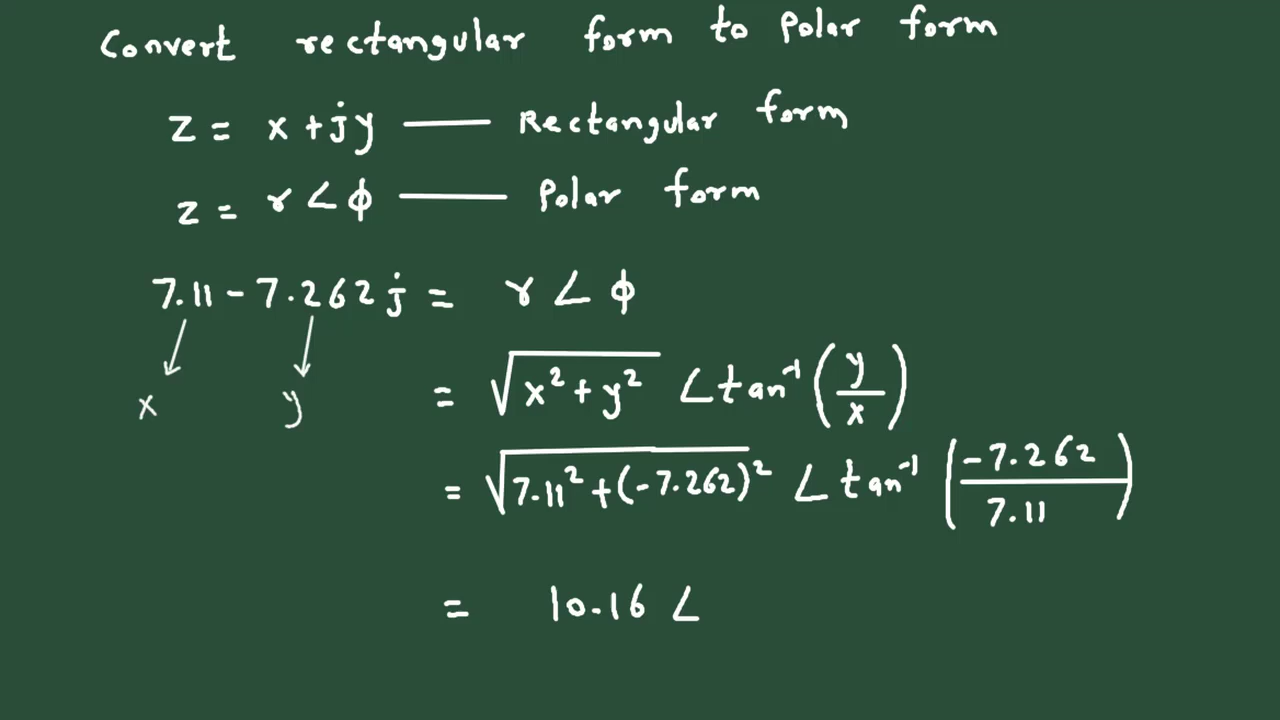 Convert rectangular form to Polar form
z = x + jy — Rectangular form
z = r ∠ φ — Polar form
7.11 - 7.262j = r ∠ φ
x y
= √(x² + y²) ∠ tan⁻¹(y/x)
= √(7.11² + (-7.262)²) ∠ tan⁻¹(-7.262/7.11)
= 10.16 ∠